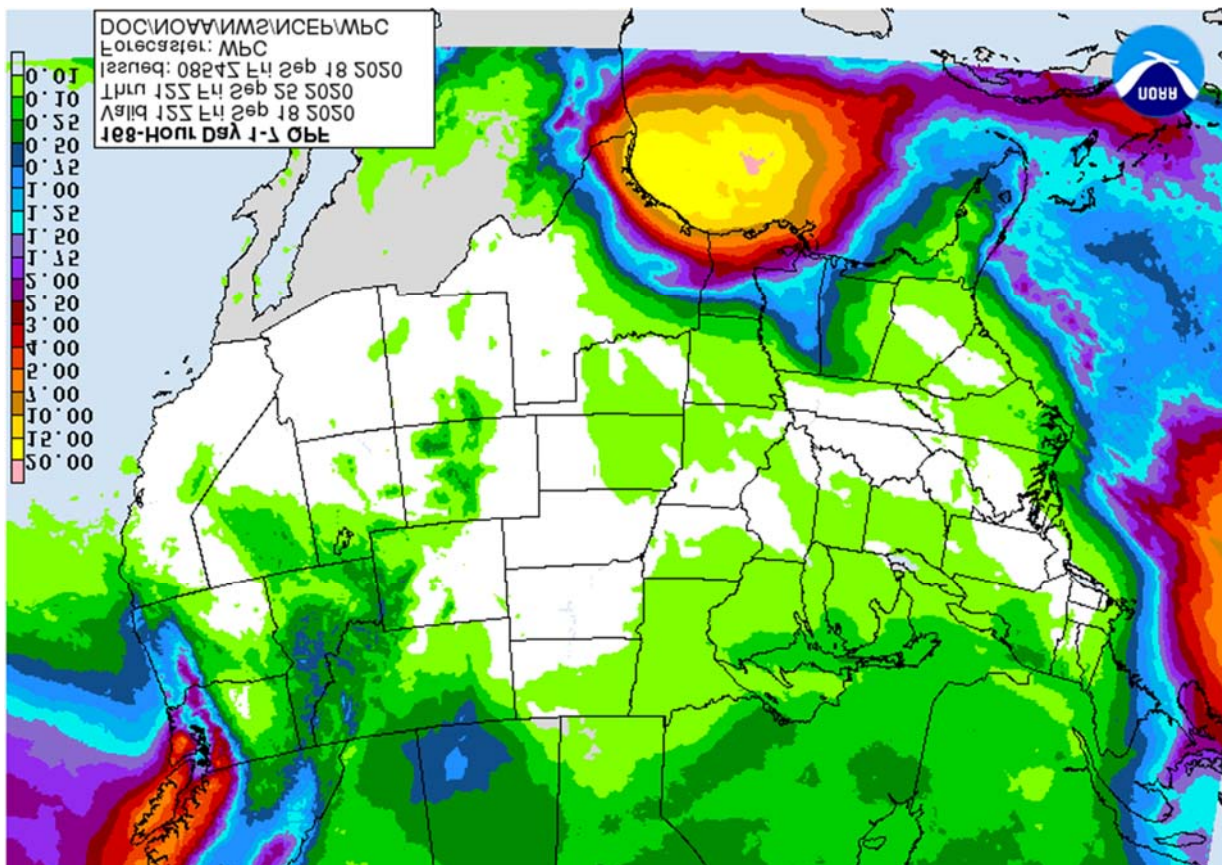 168-Hour Day 1-7 QPF
Valid 12Z Fri Sep 18 2020
Thru 12Z Fri Sep 25 2020
Issued: 0854Z Fri Sep 18 2020
Forecaster: WPC
DOC/NOAA/NWS/NCEP/WPC
20.00
15.00
10.00
7.00
5.00
4.00
3.00
2.50
2.00
1.75
1.50
1.25
1.00
0.75
0.50
0.25
0.10
0.01
NOAA